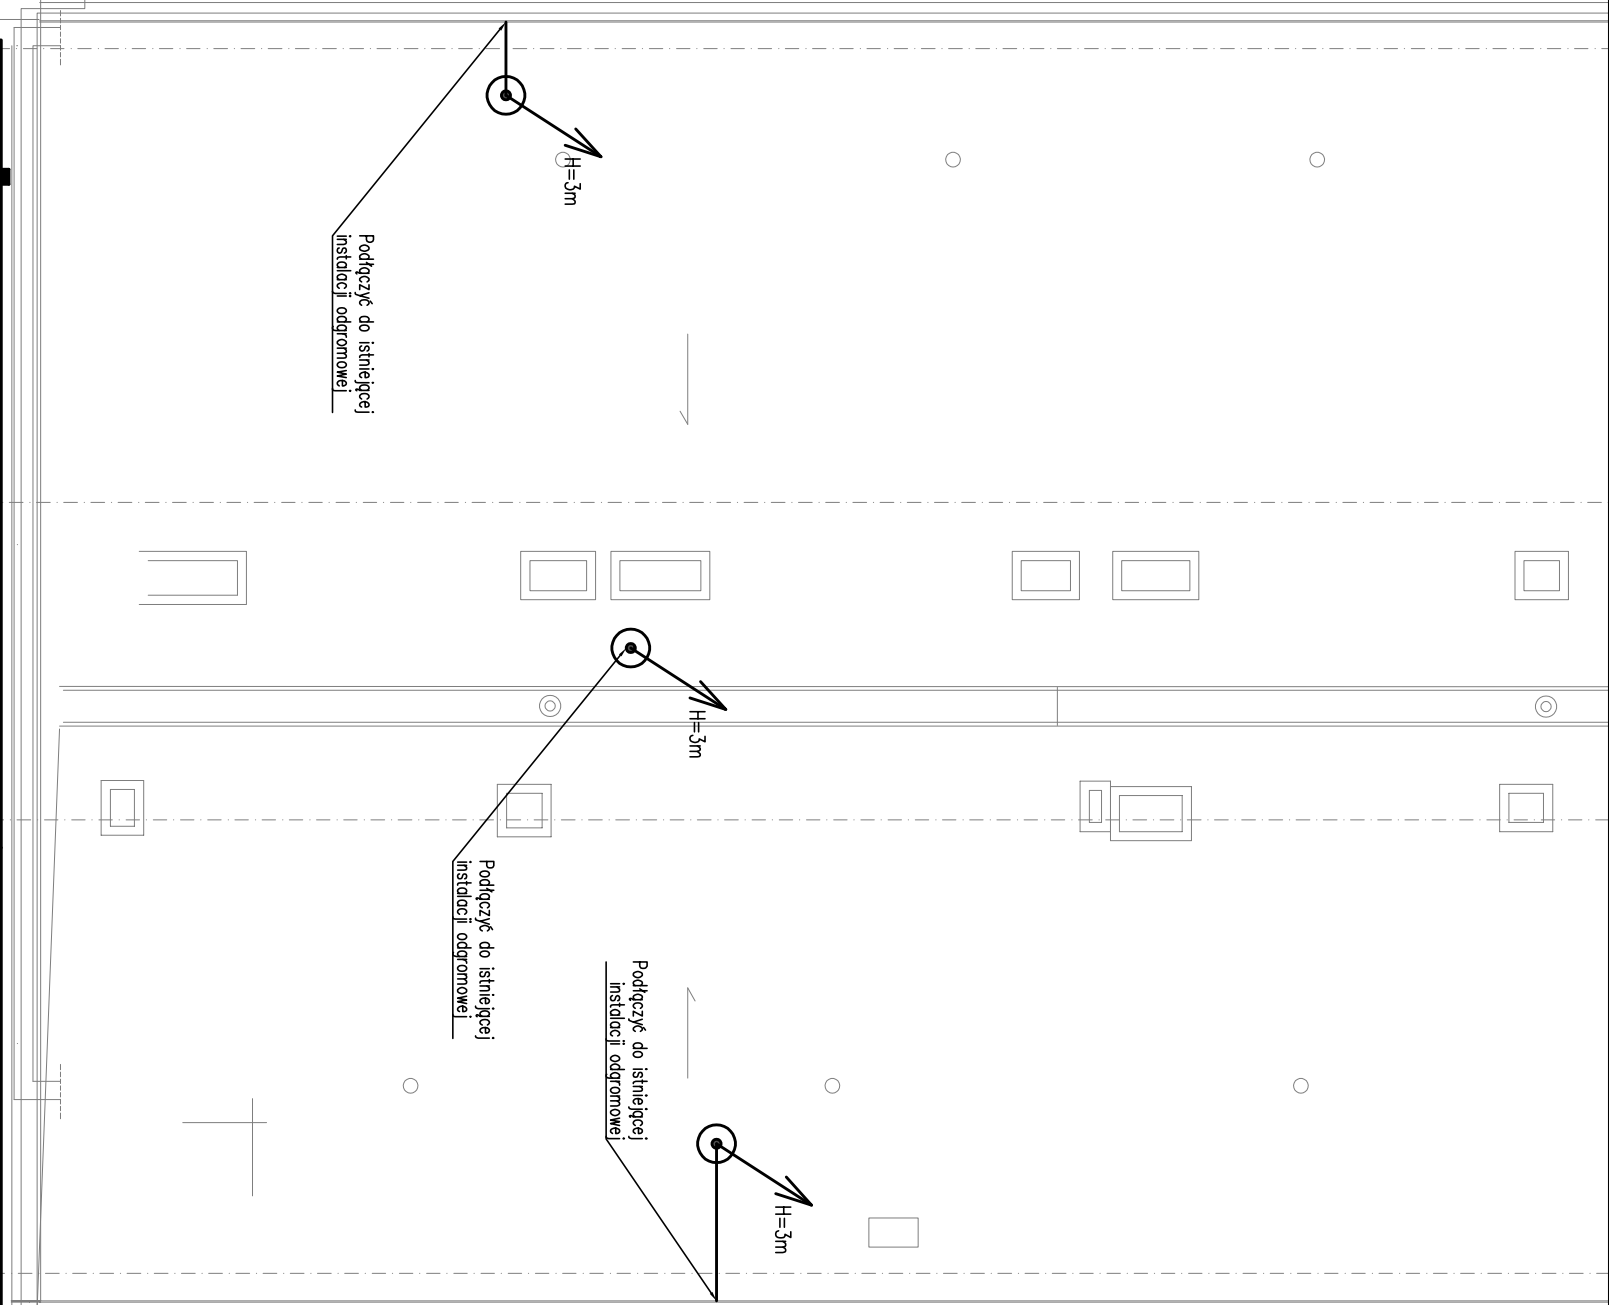 H=3m
Podłączyć do istniejącej
instalacji odgromowej
H=3m
Podłączyć do istniejącej
instalacji odgromowej
Podłączyć do istniejącej
instalacji odgromowej
H=3m